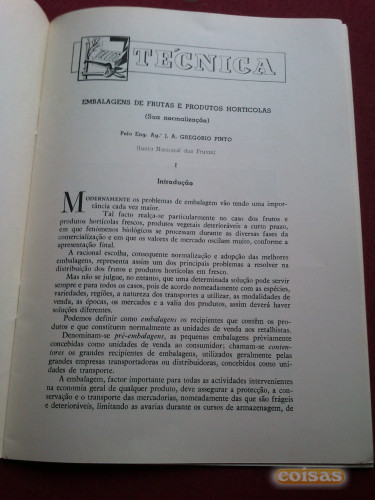 TÉCNICA
EMBALAGENS DE FRUTAS E PRODUTOS HORTICOLAS
(Sua normalização)
Pelo Eng. Ag.º J. A. GREGÓRIO PINTO
(Junta Nacional das Frutas)
I
Introdução
MODERNAMENTE os problemas de embalagem vão tendo uma impor-
tância cada vez maior.
Tal facto realça-se particularmente no caso dos frutos e
produtos hortícolas frescos, produtos vegetais deterioráveis a curto prazo,
em que fenómenos biológicos se processam durante as diversas fases da
comercialização e em que os valores de mercado oscilam muito, conforme a
apresentação final.
A racional escolha, consequente normalização e adopção das melhores
embalagens, representa assim um dos principais problemas a resolver na
distribuição dos frutos e produtos hortícolas em fresco.
Mas não se julgue, no entanto, que uma determinada solução pode servir
sempre e para todos os casos, pois de acordo nomeadamente com as espécies,
variedades, regiões, a natureza dos transportes a utilizar, as modalidades de
venda, as épocas, os mercados e a valia dos produtos, assim deverá haver
soluções diferentes.
Podemos definir como embalagens os recipientes que contêm os pro-
dutos e que constituem normalmente as unidades de venda aos retalhistas.
Denominam-se pré-embalagens, as pequenas embalagens prèviamente
concebidas como unidades de venda ao consumidor; chamam-se conten-
tores os grandes recipientes de embalagens, utilizados geralmente pelas
grandes empresas transportadoras ou distribuidoras, concebidos como uni-
dades de transporte.
A embalagem, factor importante para todas as actividades intervenientes
na economia geral de qualquer produto, deve assegurar a protecção, a con-
servação e o transporte das mercadorias, nomeadamente das que são frágeis
e deterioráveis, limitando as avarias durante os cursos de armazenagem, de
coisas